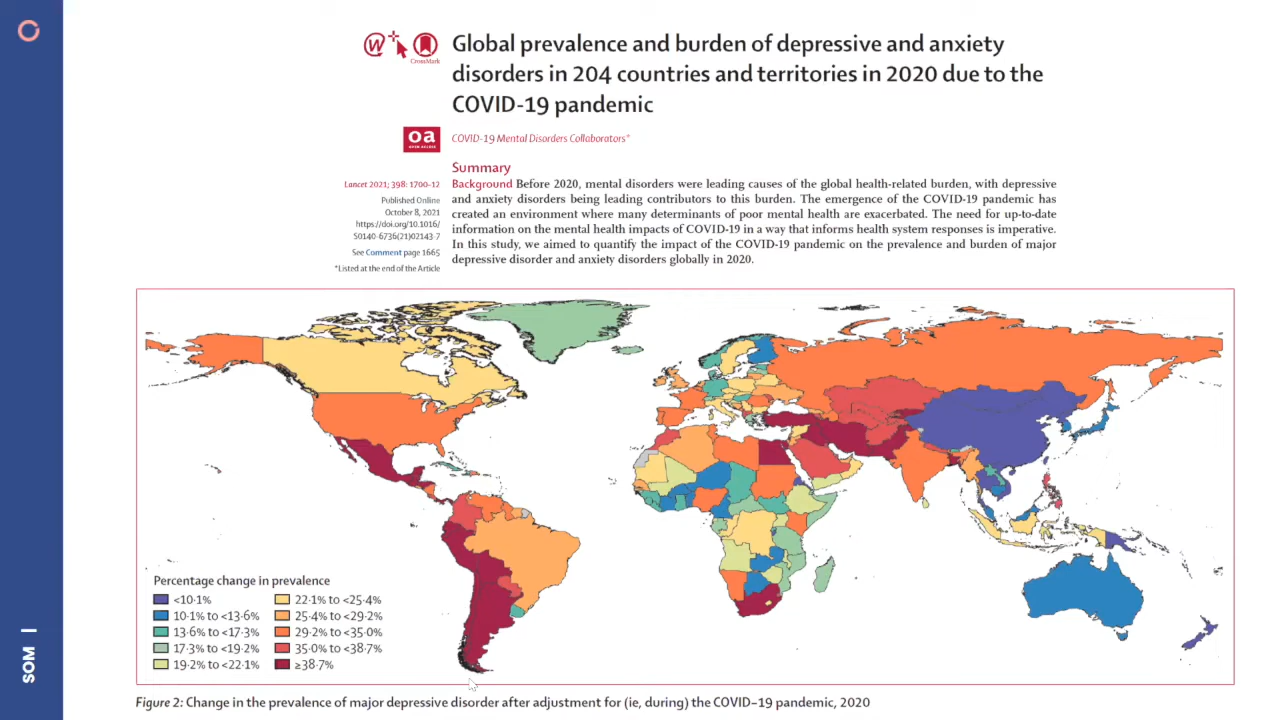 Global prevalence and burden of depressive and anxiety
disorders in 204 countries and territories in 2020 due to the
COVID-19 pandemic
CrossMark
oa
OPEN ACCESS
COVID-19 Mental Disorders Collaborators*
Summary
Lancet 2021; 398: 1700–12
Published Online
October 8, 2021
https://doi.org/10.1016/
S0140-6736(21)02143-7
See Comment page 1665
*Listed at the end of the Article
Background Before 2020, mental disorders were leading causes of the global health-related burden, with depressive
and anxiety disorders being leading contributors to this burden. The emergence of the COVID-19 pandemic has
created an environment where many determinants of poor mental health are exacerbated. The need for up-to-date
information on the mental health impacts of COVID-19 in a way that informs health system responses is imperative.
In this study, we aimed to quantify the impact of the COVID-19 pandemic on the prevalence and burden of major
depressive disorder and anxiety disorders globally in 2020.
Percentage change in prevalence
<10·1%
10·1% to <13·6%
13·6% to <17·3%
17·3% to <19·2%
19·2% to <22·1%
22·1% to <25·4%
25·4% to <29·2%
29·2% to <35·0%
35·0% to <38·7%
≥38·7%
Figure 2: Change in the prevalence of major depressive disorder after adjustment for (ie, during) the COVID-19 pandemic, 2020
SOM